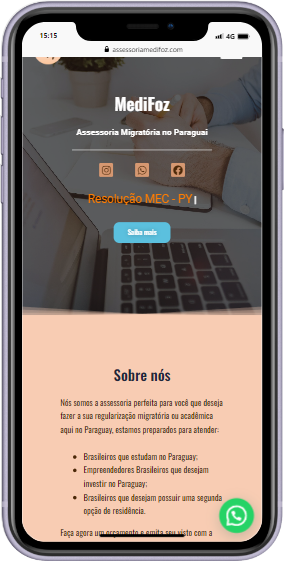 15:15
4G
assessoriamedifoz.com
MediFoz
Assessoria Migratória no Paraguai
Resolução MEC - PY
Saiba mais
Sobre nós
Nós somos a assessoria perfeita para você que deseja
fazer a sua regularização migratória ou acadêmica
aqui no Paraguay, estamos preparados para atender:
Brasileiros que estudam no Paraguay;
Empreendedores Brasileiros que desejam
investir no Paraguay;
Brasileiros que desejam possuir uma segunda
opção de residência.
Faça agora um orçamento e emita seu visto com a